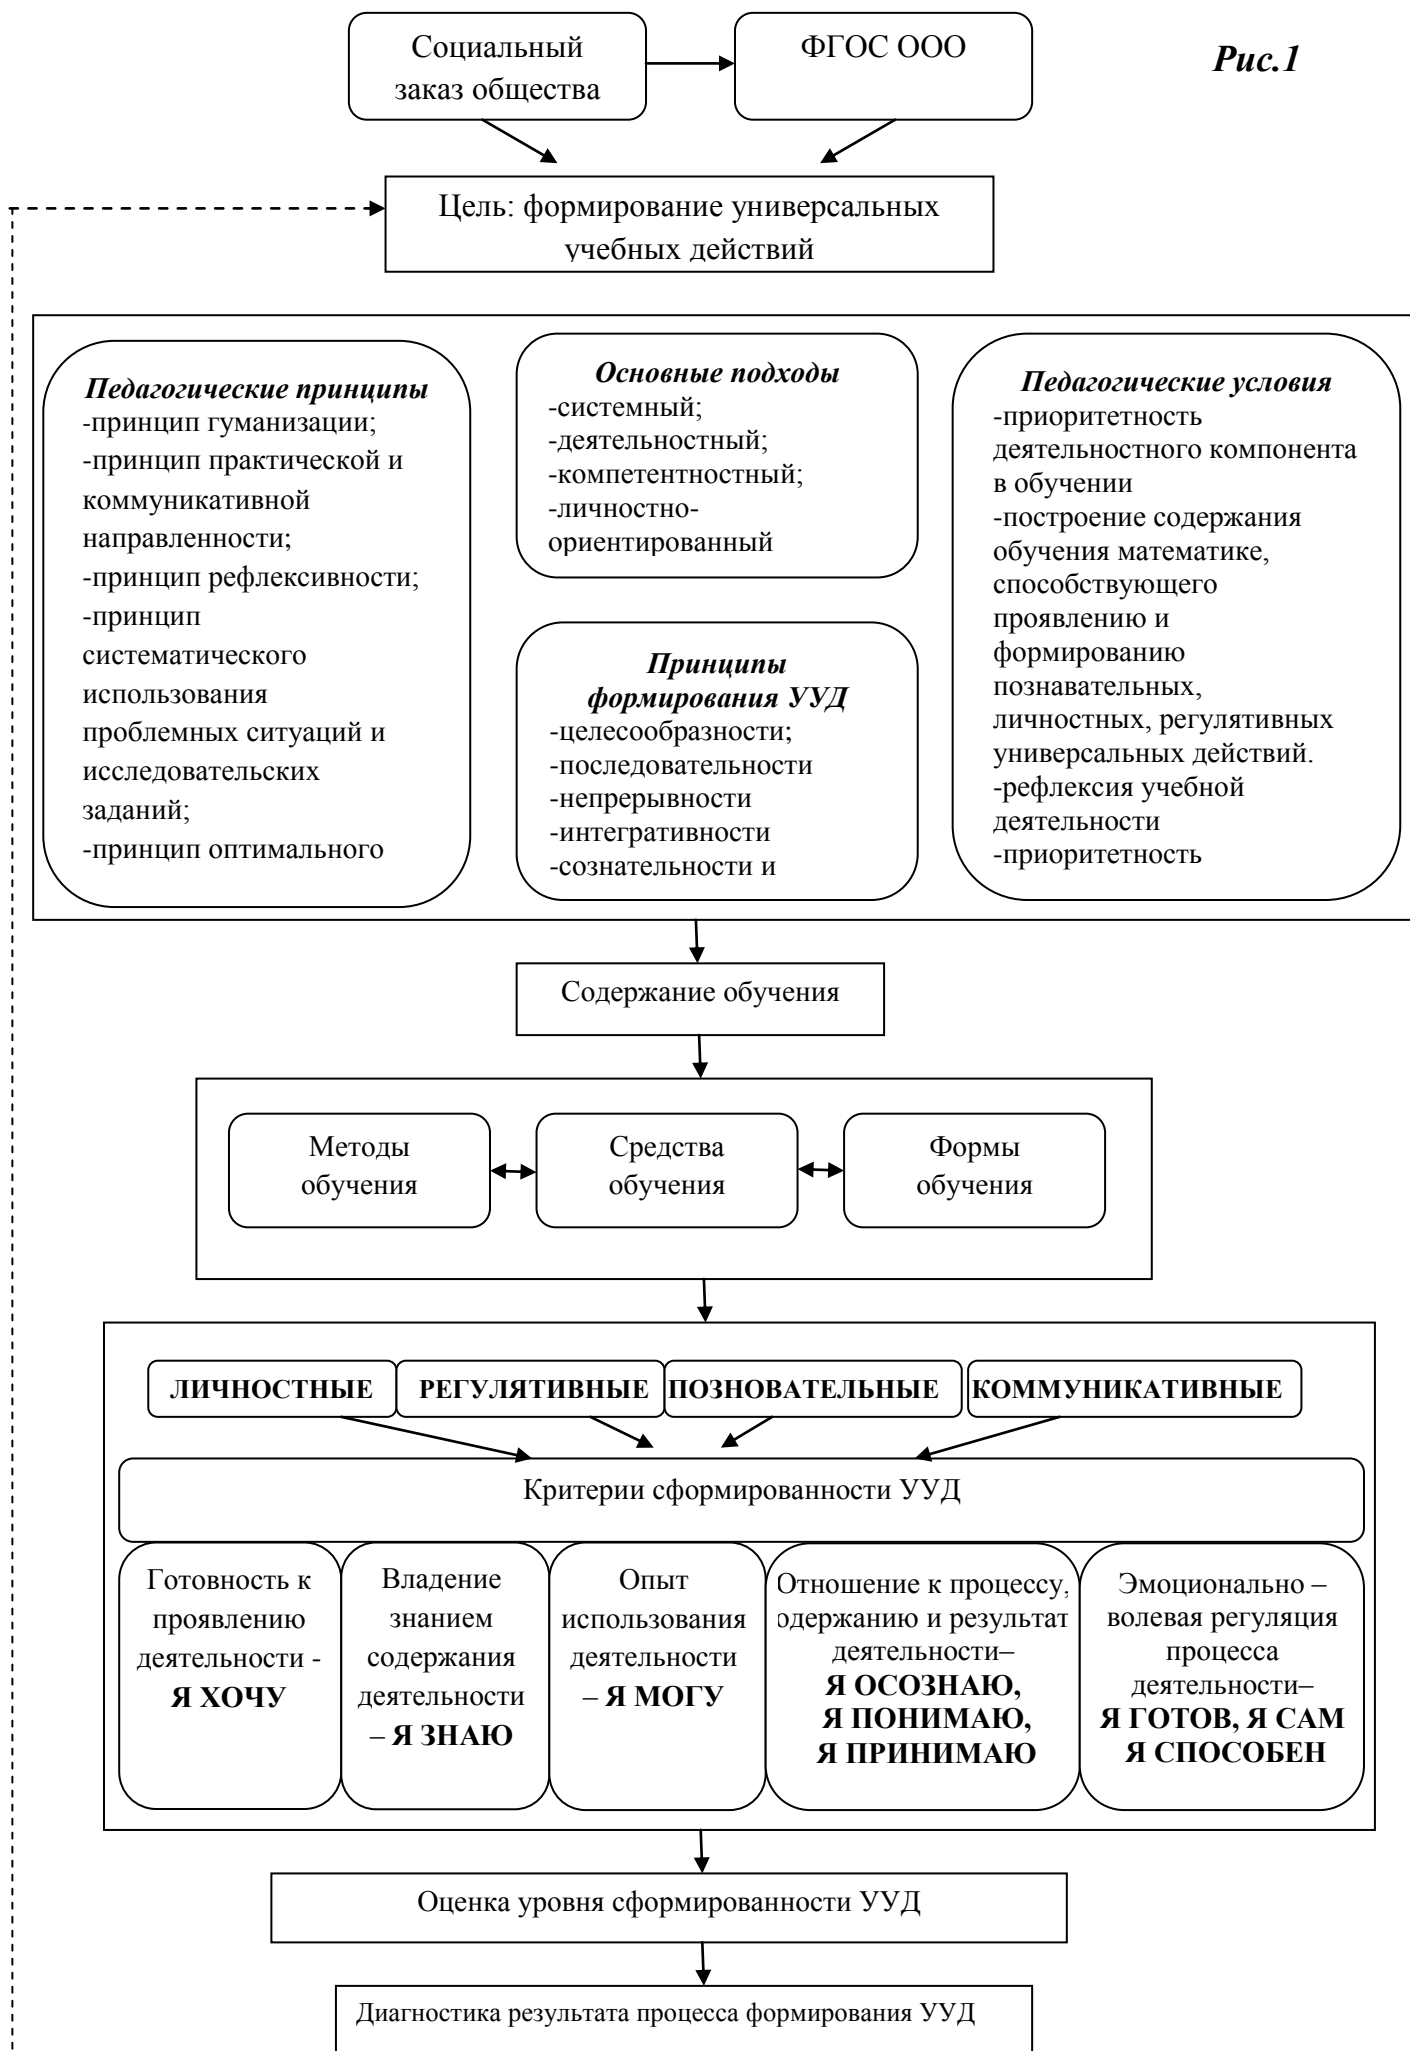 Социальный
заказ общества
ФГОС ООО
Рис.1
Цель: формирование универсальных
учебных действий
Педагогические принципы
-принцип гуманизации;
-принцип практической и
коммуникативной
направленности;
-принцип рефлексивности;
-принцип
систематического
использования
проблемных ситуаций и
исследовательских
заданий;
-принцип оптимального
Основные подходы
-системный;
-деятельностный;
-компетентностный;
-личностно-
ориентированный
Принципы
формирования УУД
-целесообразности;
-последовательности
-непрерывности
-интегративности
-сознательности и
Педагогические условия
-приоритетность
деятельностного компонента
в обучении
-построение содержания
обучения математике,
способствующего
проявлению и
формированию
познавательных,
личностных, регулятивных
универсальных действий.
-рефлексия учебной
деятельности
-приоритетность
Содержание обучения
Методы
обучения
Средства
обучения
Формы
обучения
ЛИЧНОСТНЫЕ
РЕГУЛЯТИВНЫЕ
ПОЗНОВАТЕЛЬНЫЕ
КОММУНИКАТИВНЫЕ
Критерии сформированности УУД
Готовность к
проявлению
деятельности -
Я ХОЧУ
Владение
знанием
содержания
деятельности
– Я ЗНАЮ
Опыт
использования
деятельности
– Я МОГУ
Отношение к процессу,
одержанию и результат
деятельности–
Я ОСОЗНАЮ,
Я ПОНИМАЮ,
Я ПРИНИМАЮ
Эмоционально –
волевая регуляция
процесса
деятельности–
Я ГОТОВ, Я САМ
Я СПОСОБЕН
Оценка уровня сформированности УУД
Диагностика результата процесса формирования УУД